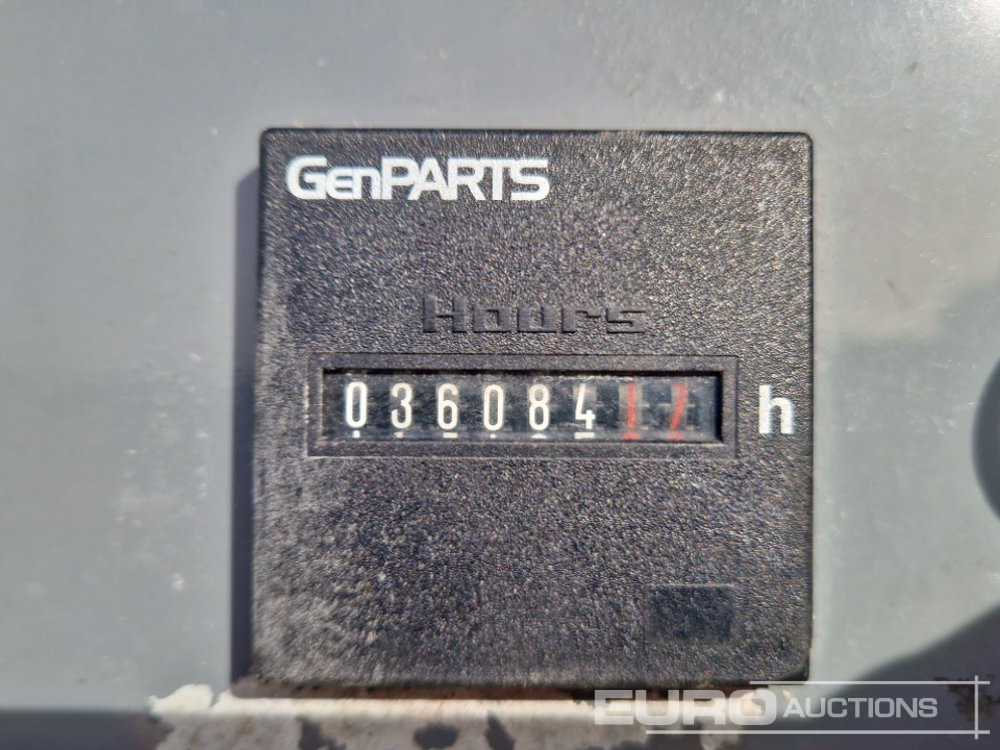 GenPARTS
Hours
03608417 h
EURO AUCTIONS